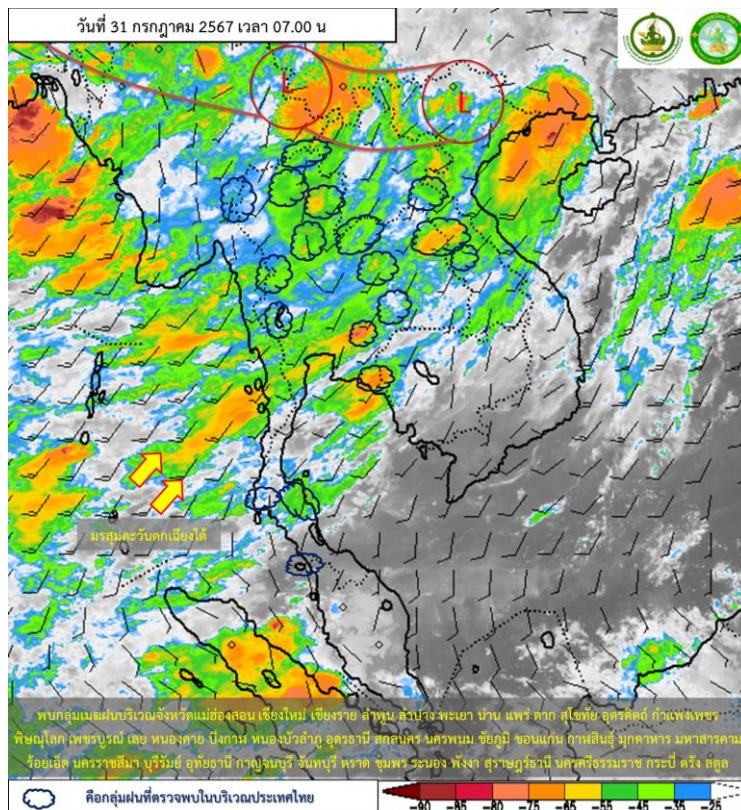 วันที่ 31 กรกฎาคม 2567 เวลา 07.00 น
L
L
มรสุมตะวันตกเฉียงใต้
พบกลุ่มเมฆฝนบริเวณจังหวัดแม่ฮ่องสอน เชียงใหม่ เชียงราย ลำพูน ลำปาง พะเยา น่าน แพร่ ตาก สุโขทัย อุตรดิตถ์ กำแพงเพชร
พิษณุโลก เพชรบูรณ์ เลย หนองคาย บึงกาฬ หนองบัวลำภู อุดรธานี สกลนคร นครพนม ชัยภูมิ ขอนแก่น กาฬสินธุ์ มุกดาหาร มหาสารคาม
ร้อยเอ็ด นครราชสีมา บุรีรัมย์ อุทัยธานี กาญจนบุรี จันทบุรี ตราด ชุมพร ระนอง พังงา สุราษฎร์ธานี นครศรีธรรมราช กระบี่ ตรัง สตูล
คือกลุ่มฝนที่ตรวจพบในบริเวณประเทศไทย
-90 -85 -80 -75 -65 -55 -45 -35 -25